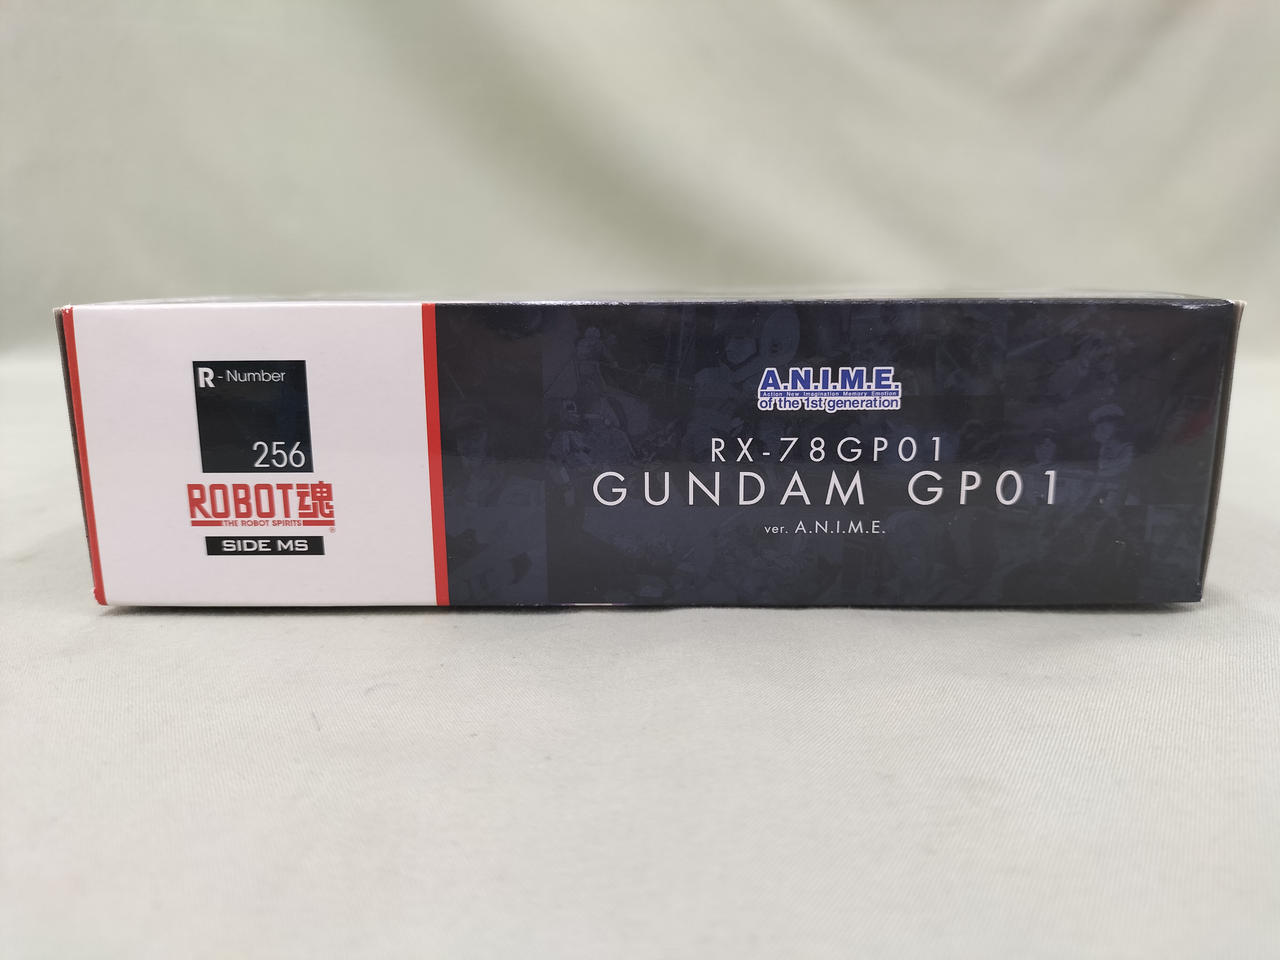 R - Number
256
ROBOT魂
THE ROBOT SPIRITS
®
SIDE MS
A.N.I.M.E.
Action New Imagination Memory Emotion
of the 1st generation
RX-78GP01
GUNDAM GP01
ver. A.N.I.M.E.